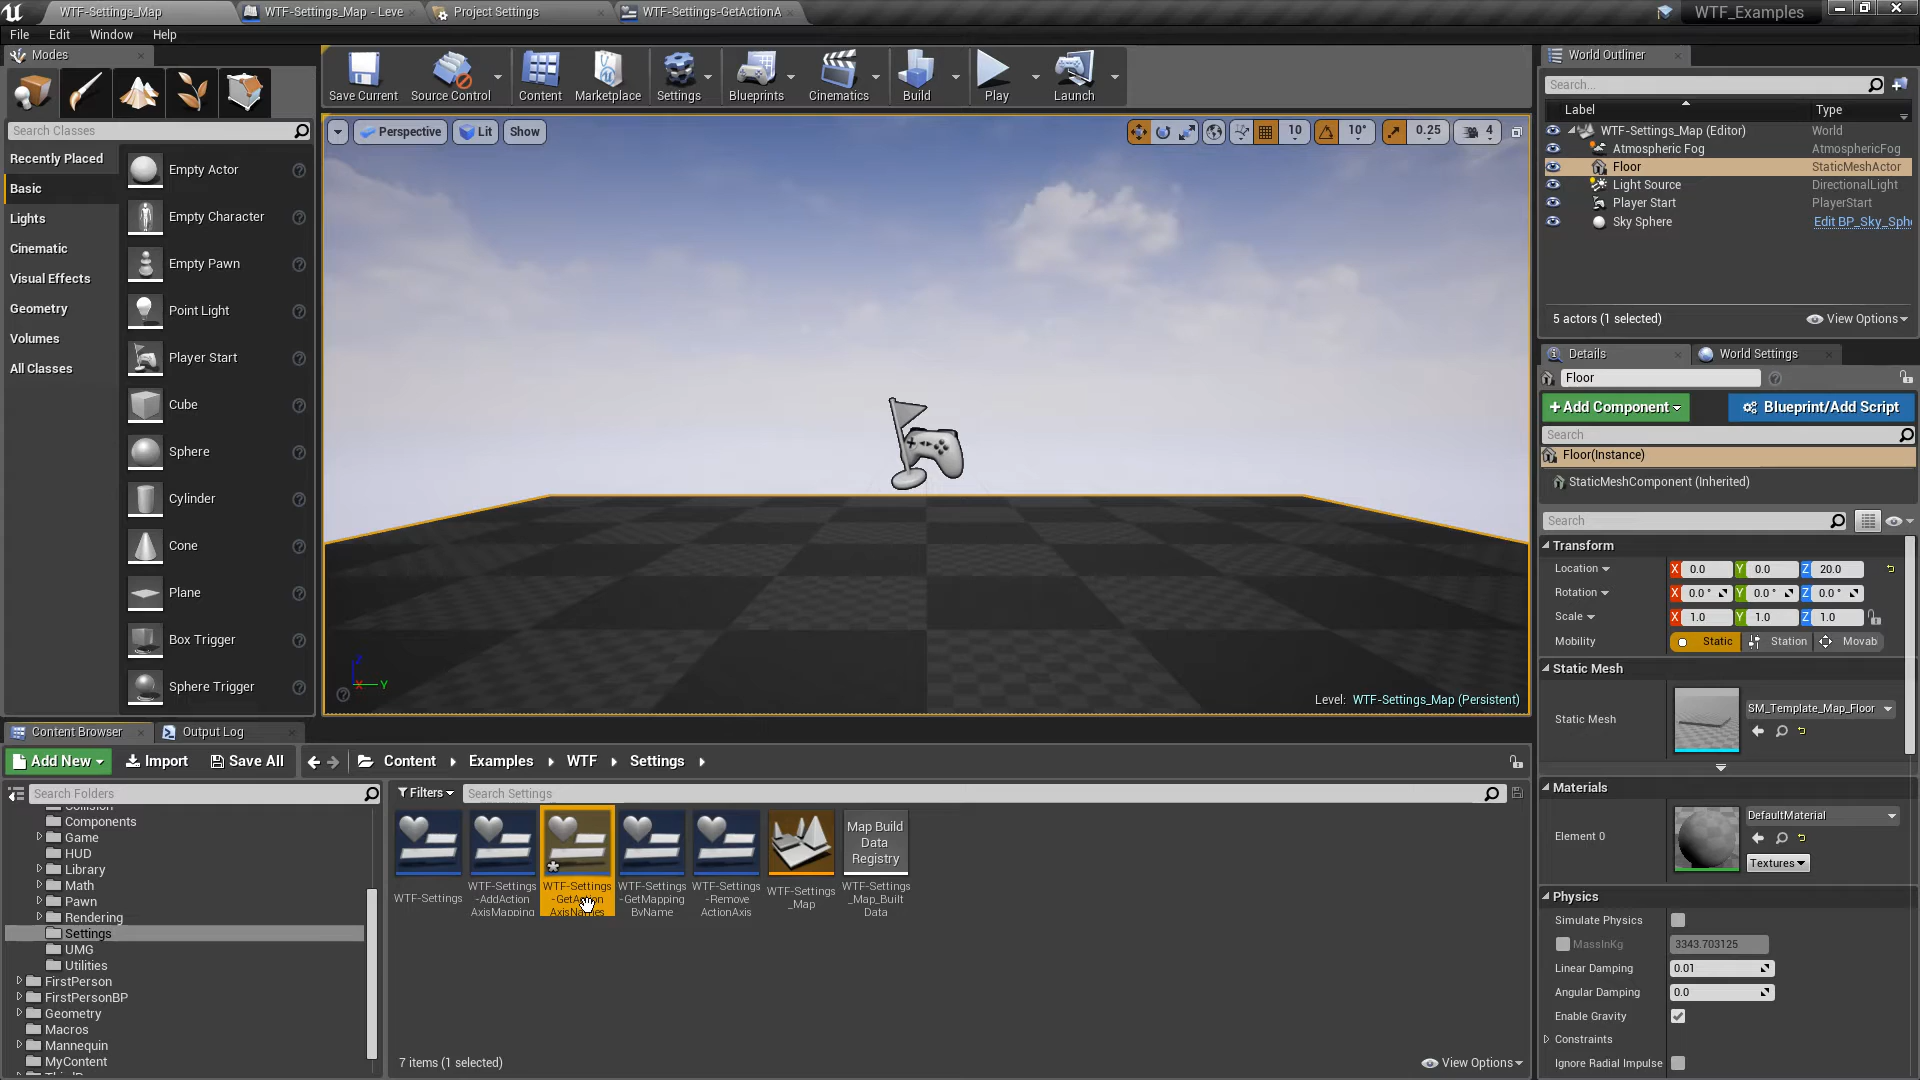 WTF-Settings_Map
WTF-Settings_Map - Leve
Project Settings
WTF-Settings-GetActionA
WTF_Examples
File
Edit
Window
Help
Modes
Search Classes
Recently Placed
Basic
Lights
Cinematic
Visual Effects
Geometry
Volumes
All Classes
Empty Actor
Empty Character
Empty Pawn
Point Light
Player Start
Cube
Sphere
Cylinder
Cone
Plane
Box Trigger
Sphere Trigger
Save Current
Source Control
Content
Marketplace
Settings
Blueprints
Cinematics
Build
Play
Launch
Perspective
Lit
Show
10
10°
0.25
4
Z
X
Y
Level: WTF-Settings_Map (Persistent)
World Outliner
Search...
Label
Type
WTF-Settings_Map (Editor)
World
Atmospheric Fog
AtmosphericFog
Floor
StaticMeshActor
Light Source
DirectionalLight
Player Start
PlayerStart
Sky Sphere
Edit BP_Sky_Sph
5 actors (1 selected)
View Options
Details
World Settings
Floor
+Add Component
Blueprint/Add Script
Search
Floor(Instance)
StaticMeshComponent (Inherited)
Search
Transform
Location
X 0.0 Y 0.0 Z 20.0
Rotation
X 0.0 ° Y 0.0 ° Z 0.0 °
Scale
X 1.0 Y 1.0 Z 1.0
Mobility
Static
Station
Movab
Static Mesh
Static Mesh
SM_Template_Map_Floor
Materials
Element 0
DefaultMaterial
Textures
Physics
Simulate Physics
MassInKg
3343.703125
Linear Damping
0.01
Angular Damping
0.0
Enable Gravity
Constraints
Ignore Radial Impulse
Content Browser
Output Log
Add New
Import
Save All
Content
Examples
WTF
Settings
Search Folders
Filters
Search Settings
Collision
Components
Game
HUD
Library
Math
Pawn
Rendering
Settings
UMG
Utilities
FirstPerson
FirstPersonBP
Geometry
Macros
Mannequin
MyContent
WTF-Settings
WTF-Settings
-AddAction
AxisMapping
WTF-Settings
-GetAction
AxisNames
WTF-Settings
-GetMapping
ByName
WTF-Settings
-Remove
ActionAxis
WTF-Settings
_Map
Map Build
Data
Registry
WTF-Settings
_Map_Built
Data
7 items (1 selected)
View Options